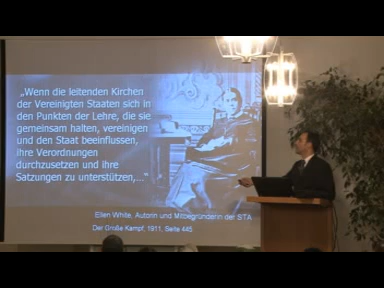 „Wenn die leitenden Kirchen
der Vereinigten Staaten sich in
den Punkten der Lehre, die sie
gemeinsam halten, vereinigen
und den Staat beeinflussen,
ihre Verordnungen
durchzusetzen und ihre
Satzungen zu unterstützen,...“
Ellen White, Autorin und Mitbegründerin der STA
Der Große Kampf, 1911, Seite 445